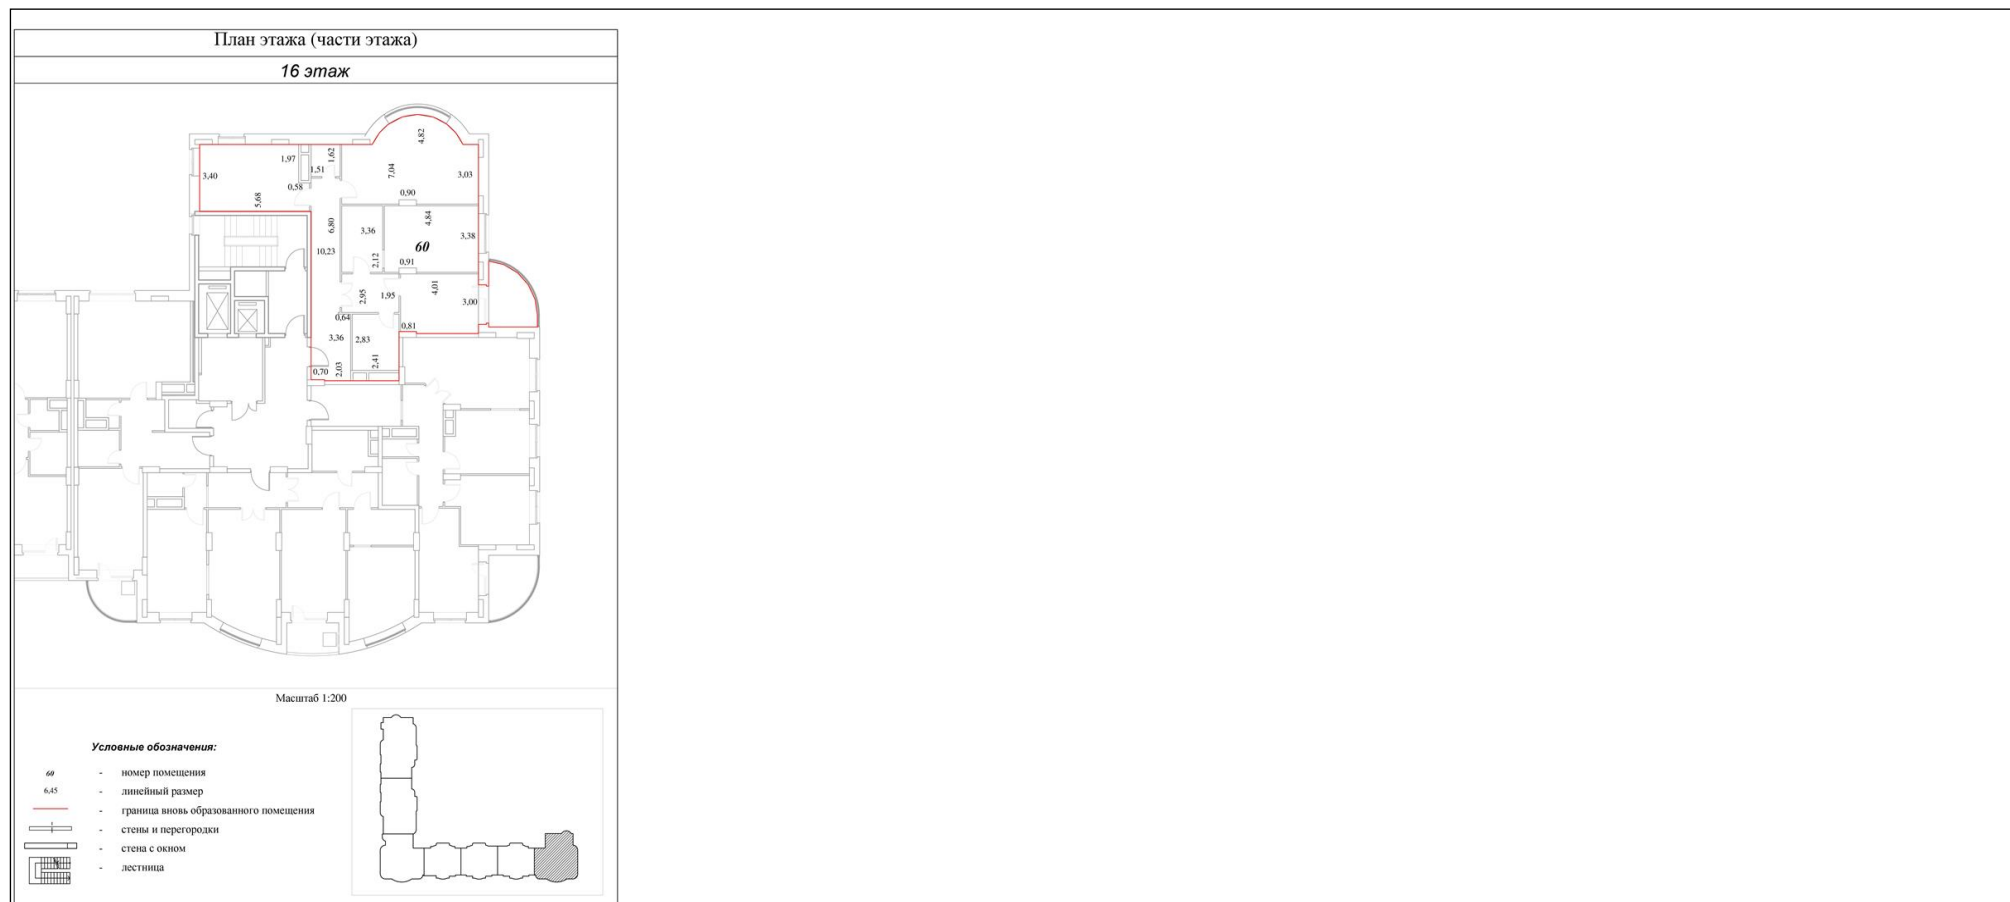 План этажа (части этажа)
16 этаж
4,82
1,97
1,62
1,51
3,40
7,04
3,03
0,58
0,90
5,68
6,80
4,84
3,36
3,38
60
10,23
2,12
0,91
2,95
1,95
4,01
3,00
0,64
0,81
3,36
2,83
2,41
0,70
2,03
Масштаб 1:200
Условные обозначения:
60 - номер помещения
6,45 - линейный размер
- граница вновь образованного помещения
- стены и перегородки
- стена с окном
- лестница